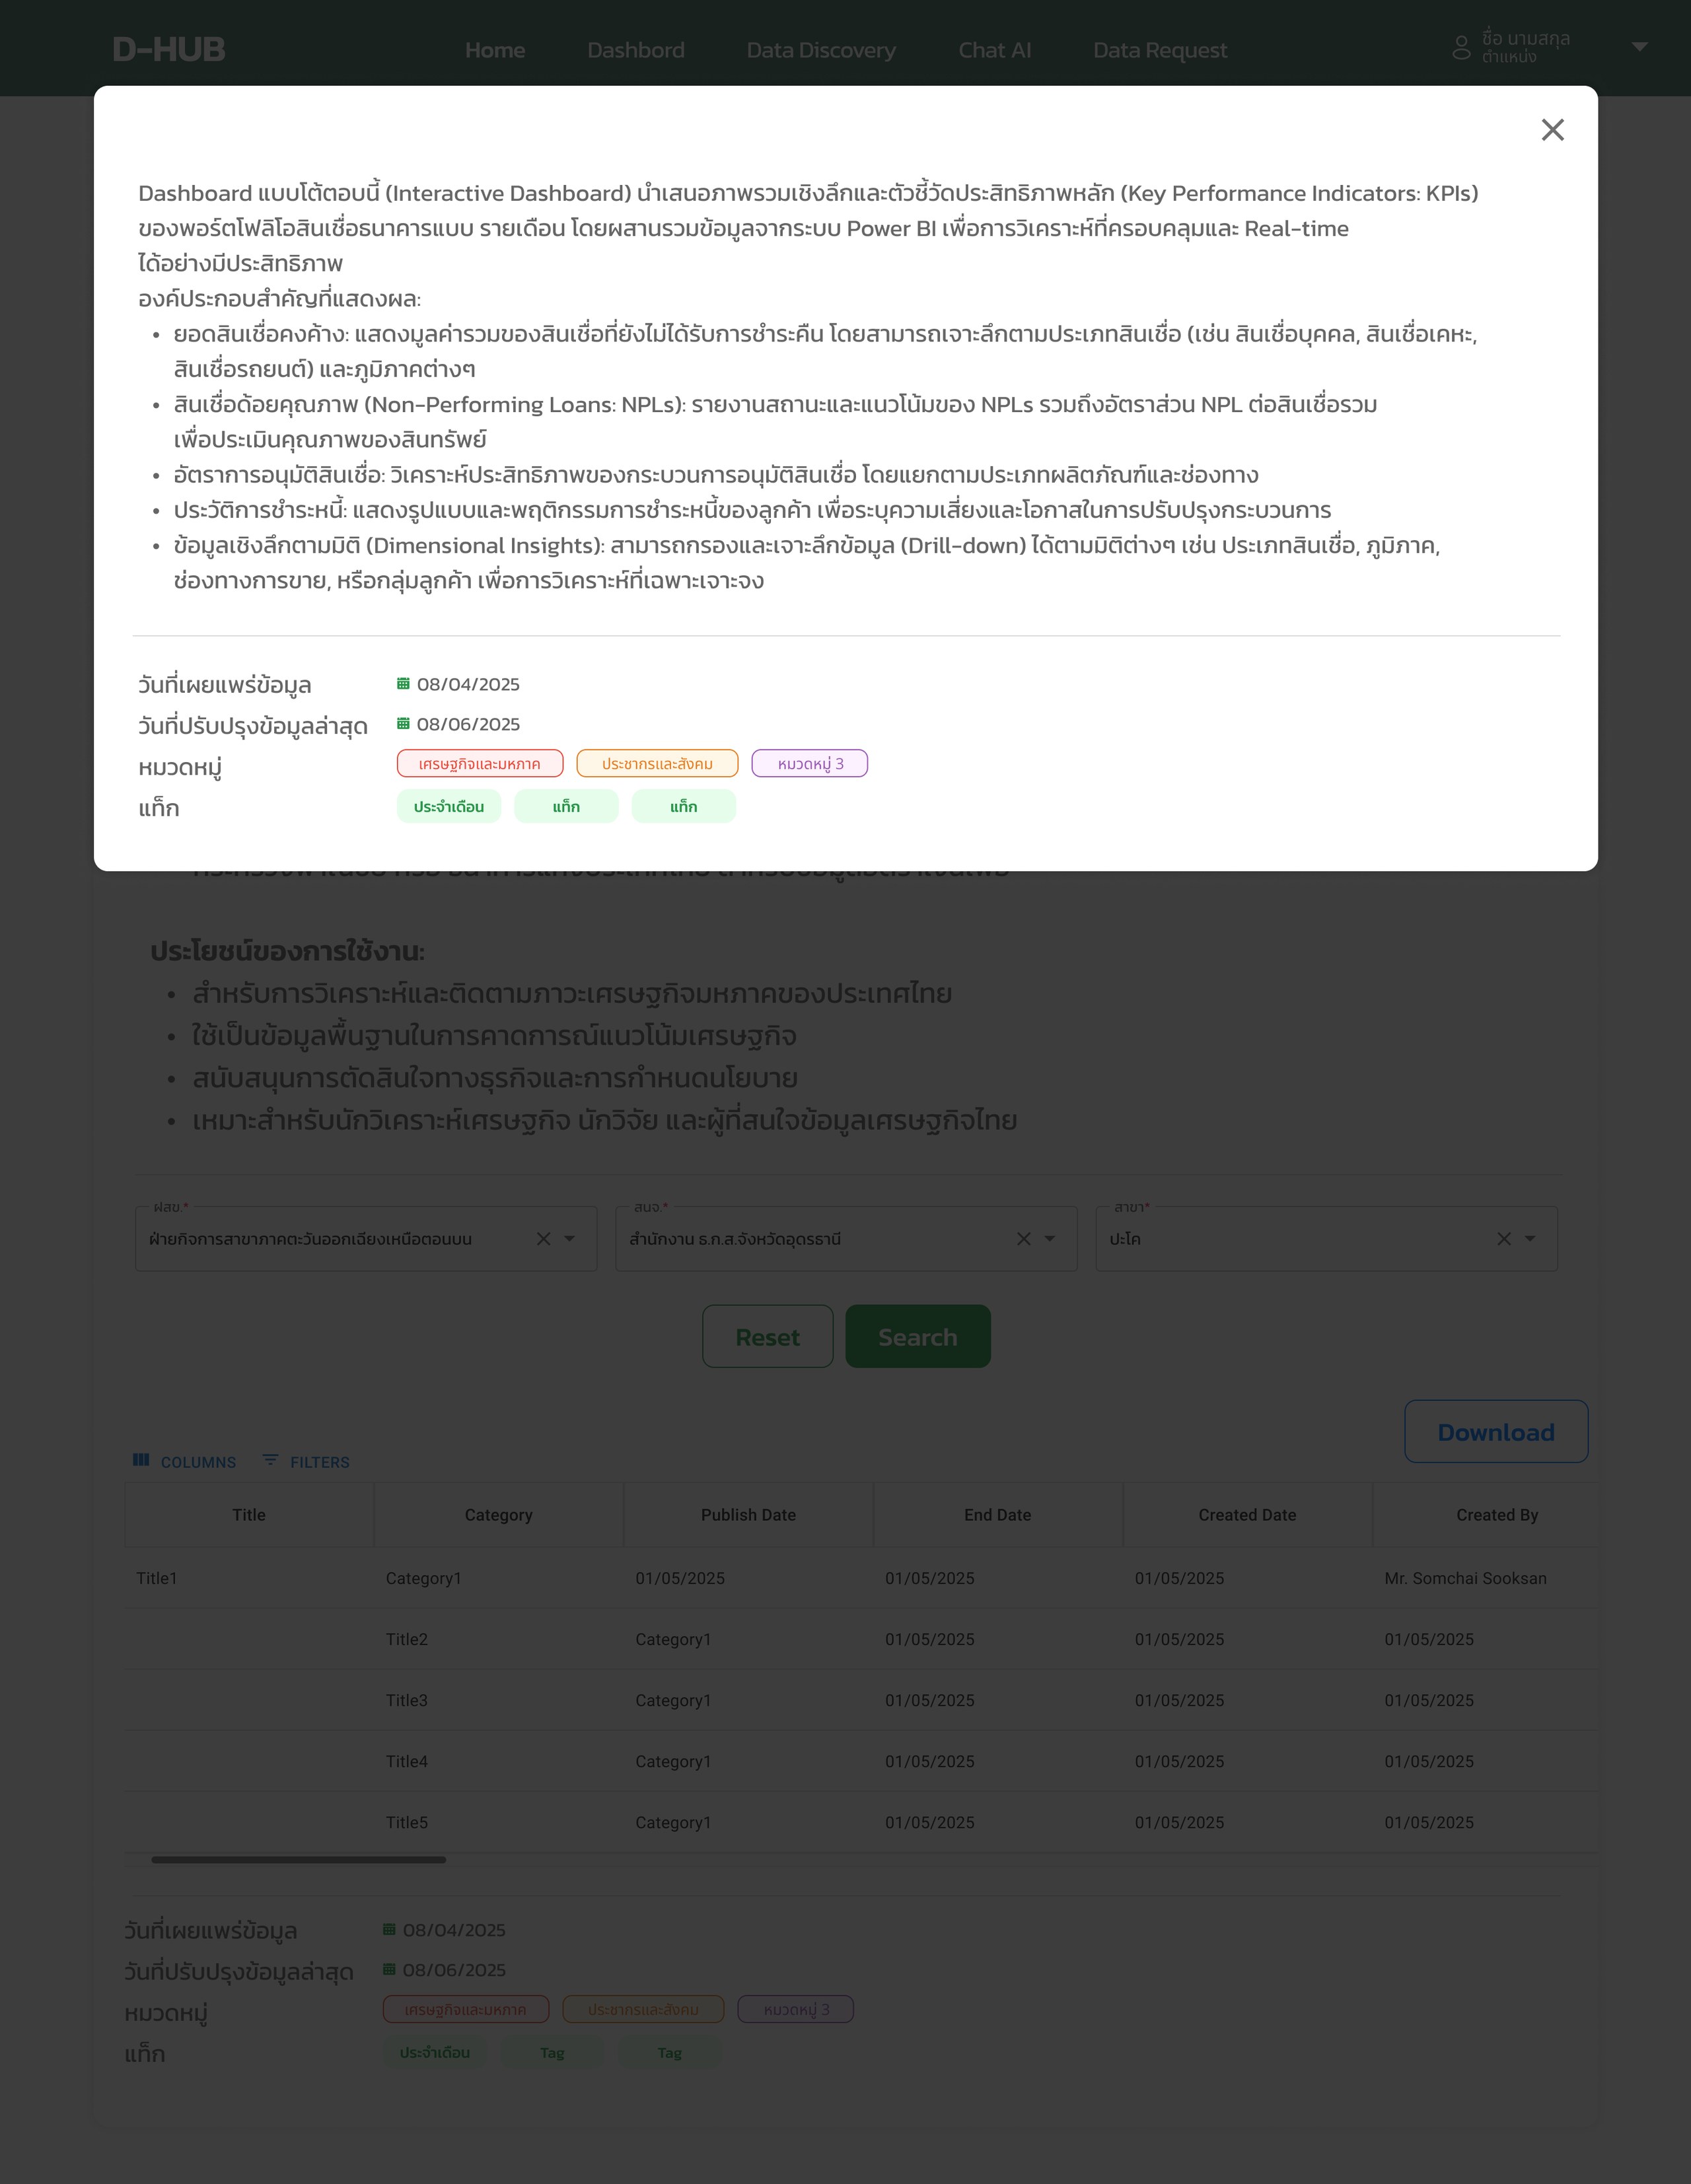 D-HUB
Home Dashbord Data Discovery Chat AI Data Request
ชื่อ นามสกุล
ตำแหน่ง
Dashboard แบบโต้ตอบนี้ (Interactive Dashboard) นำเสนอภาพรวมเชิงลึกและตัวชี้วัดประสิทธิภาพหลัก (Key Performance Indicators: KPIs)
ของพอร์ตโฟลิโอสินเชื่อธนาคารแบบ รายเดือน โดยผสานรวมข้อมูลจากระบบ Power BI เพื่อการวิเคราะห์ที่ครอบคลุมและ Real-time
ได้อย่างมีประสิทธิภาพ
องค์ประกอบสำคัญที่แสดงผล:
• ยอดสินเชื่อคงค้าง: แสดงมูลค่ารวมของสินเชื่อที่ยังไม่ได้รับการชำระคืน โดยสามารถเจาะลึกตามประเภทสินเชื่อ (เช่น สินเชื่อบุคคล, สินเชื่อเคหะ,
สินเชื่อรถยนต์) และภูมิภาคต่างๆ
• สินเชื่อด้อยคุณภาพ (Non-Performing Loans: NPLs): รายงานสถานะและแนวโน้มของ NPLs รวมถึงอัตราส่วน NPL ต่อสินเชื่อรวม
เพื่อประเมินคุณภาพของสินทรัพย์
• อัตราการอนุมัติสินเชื่อ: วิเคราะห์ประสิทธิภาพของกระบวนการอนุมัติสินเชื่อ โดยแยกตามประเภทผลิตภัณฑ์และช่องทาง
• ประวัติการชำระหนี้: แสดงรูปแบบและพฤติกรรมการชำระหนี้ของลูกค้า เพื่อระบุความเสี่ยงและโอกาสในการปรับปรุงกระบวนการ
• ข้อมูลเชิงลึกตามมิติ (Dimensional Insights): สามารถกรองและเจาะลึกข้อมูล (Drill-down) ได้ตามมิติต่างๆ เช่น ประเภทสินเชื่อ, ภูมิภาค,
ช่องทางการขาย, หรือกลุ่มลูกค้า เพื่อการวิเคราะห์ที่เฉพาะเจาะจง
วันที่เผยแพร่ข้อมูล 08/04/2025
วันที่ปรับปรุงข้อมูลล่าสุด 08/06/2025
หมวดหมู่ เศรษฐกิจและมหภาค ประชากรและสังคม หมวดหมู่ 3
แท็ก ประจำเดือน แท็ก แท็ก
ประโยชน์ของการใช้งาน:
• สำหรับการวิเคราะห์และติดตามภาวะเศรษฐกิจมหภาคของประเทศไทย
• ใช้เป็นข้อมูลพื้นฐานในการคาดการณ์แนวโน้มเศรษฐกิจ
• สนับสนุนการตัดสินใจทางธุรกิจและการกำหนดนโยบาย
• เหมาะสำหรับนักวิเคราะห์เศรษฐกิจ นักวิจัย และผู้ที่สนใจข้อมูลเศรษฐกิจไทย
ฝสข.* สนจ.* สาขา*
ฝ่ายกิจการสาขาภาคตะวันออกเฉียงเหนือตอนบน สำนักงาน ธ.ก.ส.จังหวัดอุดรธานี ปะโค
Reset Search
Download
COLUMNS FILTERS
Title Category Publish Date End Date Created Date Created By
Title1 Category1 01/05/2025 01/05/2025 01/05/2025 Mr. Somchai Sooksan
Title2 Category1 01/05/2025 01/05/2025 01/05/2025
Title3 Category1 01/05/2025 01/05/2025 01/05/2025
Title4 Category1 01/05/2025 01/05/2025 01/05/2025
Title5 Category1 01/05/2025 01/05/2025 01/05/2025
วันที่เผยแพร่ข้อมูล 08/04/2025
วันที่ปรับปรุงข้อมูลล่าสุด 08/06/2025
หมวดหมู่ เศรษฐกิจและมหภาค ประชากรและสังคม หมวดหมู่ 3
แท็ก ประจำเดือน Tag Tag